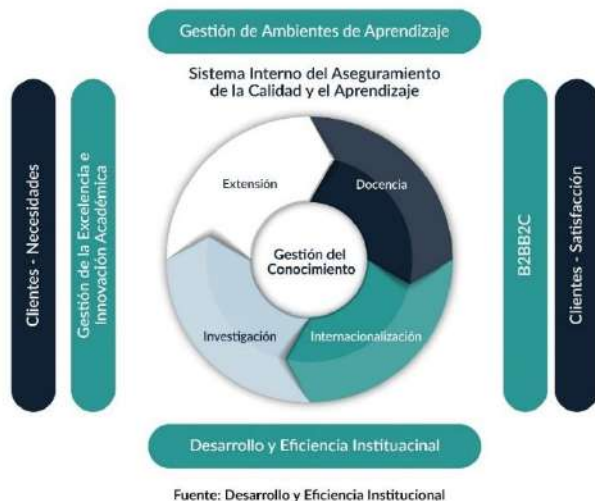 Gestión de Ambientes de Aprendizaje
Sistema Interno del Aseguramiento
de la Calidad y el Aprendizaje
Clientes - Necesidades
Gestión de la Excelencia e
Innovación Académica
Extensión
Docencia
Gestión del
Conocimiento
Investigación
Internacionalización
B2BB2C
Clientes - Satisfacción
Desarrollo y Eficiencia Instituacinal
Fuente: Desarrollo y Eficiencia Institucional